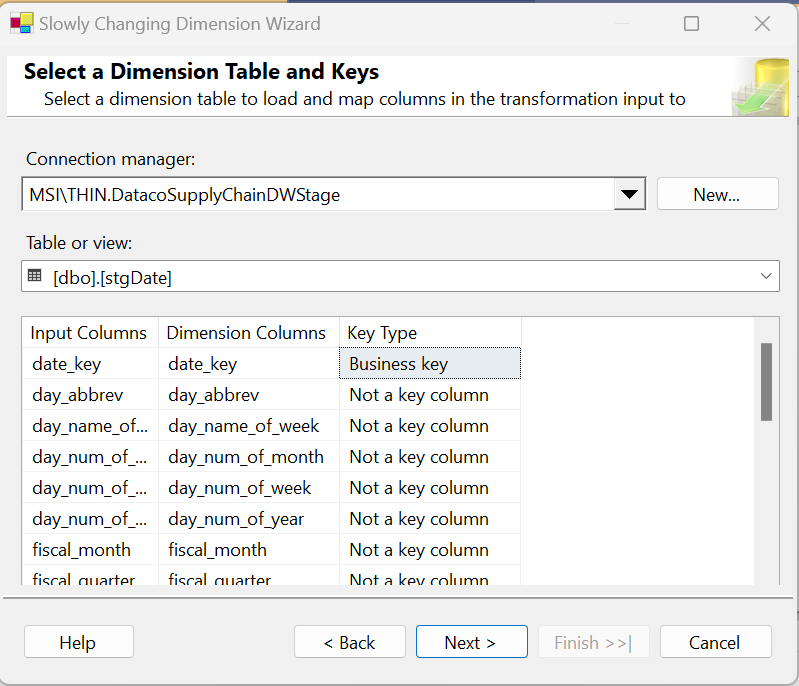 Slowly Changing Dimension Wizard
Select a Dimension Table and Keys
Select a dimension table to load and map columns in the transformation input to
Connection manager:
MSI\THIN.DatacoSupplyChainDWStage New...
Table or view:
[dbo].[stgDate]
Input Columns Dimension Columns Key Type
date_key date_key Business key
day_abbrev day_abbrev Not a key column
day_name_of... day_name_of_week Not a key column
day_num_of_... day_num_of_month Not a key column
day_num_of_... day_num_of_week Not a key column
day_num_of_... day_num_of_year Not a key column
fiscal_month fiscal_month Not a key column
fiscal_quarter fiscal_quarter Not a key column
Help < Back Next > Finish >>| Cancel